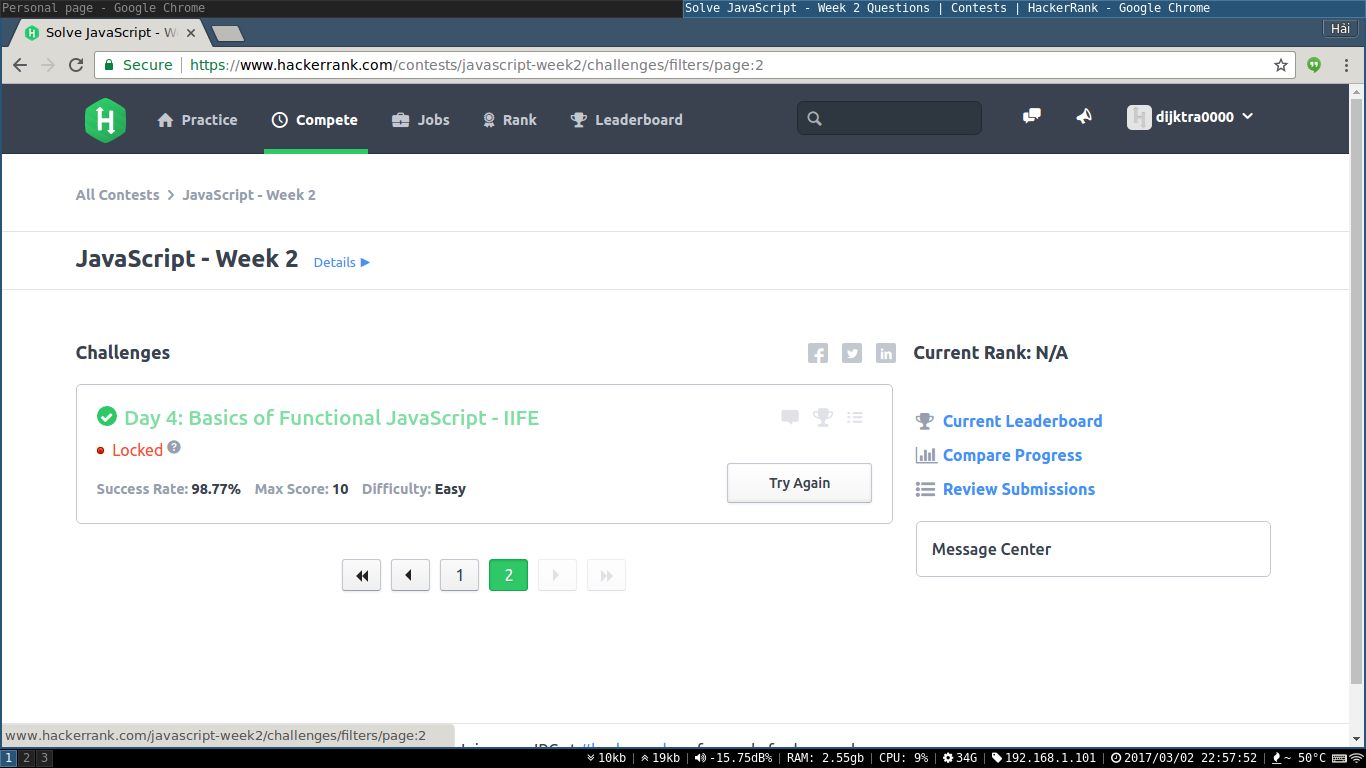 Personal page - Google Chrome
Solve JavaScript - Week 2 Questions | Contests | HackerRank - Google Chrome
Solve JavaScript - W
Hải
Secure https://www.hackerrank.com/contests/javascript-week2/challenges/filters/page:2
Practice Compete Jobs Rank Leaderboard dijktra0000
All Contests > JavaScript - Week 2
JavaScript - Week 2 Details ▶
Challenges
Current Rank: N/A
Day 4: Basics of Functional JavaScript - IIFE
Locked ?
Success Rate: 98.77% Max Score: 10 Difficulty: Easy
Try Again
1 2
Current Leaderboard
Compare Progress
Review Submissions
Message Center
www.hackerrank.com/javascript-week2/challenges/filters/page:2
1 2 3
10kb | 19kb | -15.75dB% | RAM: 2.55gb | CPU: 9% | 34G | 192.168.1.101 | 2017/03/02 22:57:52 | ~ 50°C